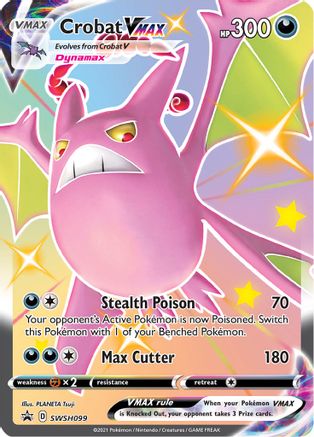 VMAX
Crobat VMAX
HP300
Evolves from Crobat V
Dynamax
Stealth Poison 70
Your opponent's Active Pokémon is now Poisoned. Switch
this Pokémon with 1 of your Benched Pokémon.
Max Cutter 180
weakness ×2 resistance retreat
VMAX rule When your Pokémon VMAX
is Knocked Out, your opponent takes 3 Prize cards.
Illus. PLANETA Tsuji
D SWSH099
©2021 Pokémon / Nintendo / Creatures / GAME FREAK